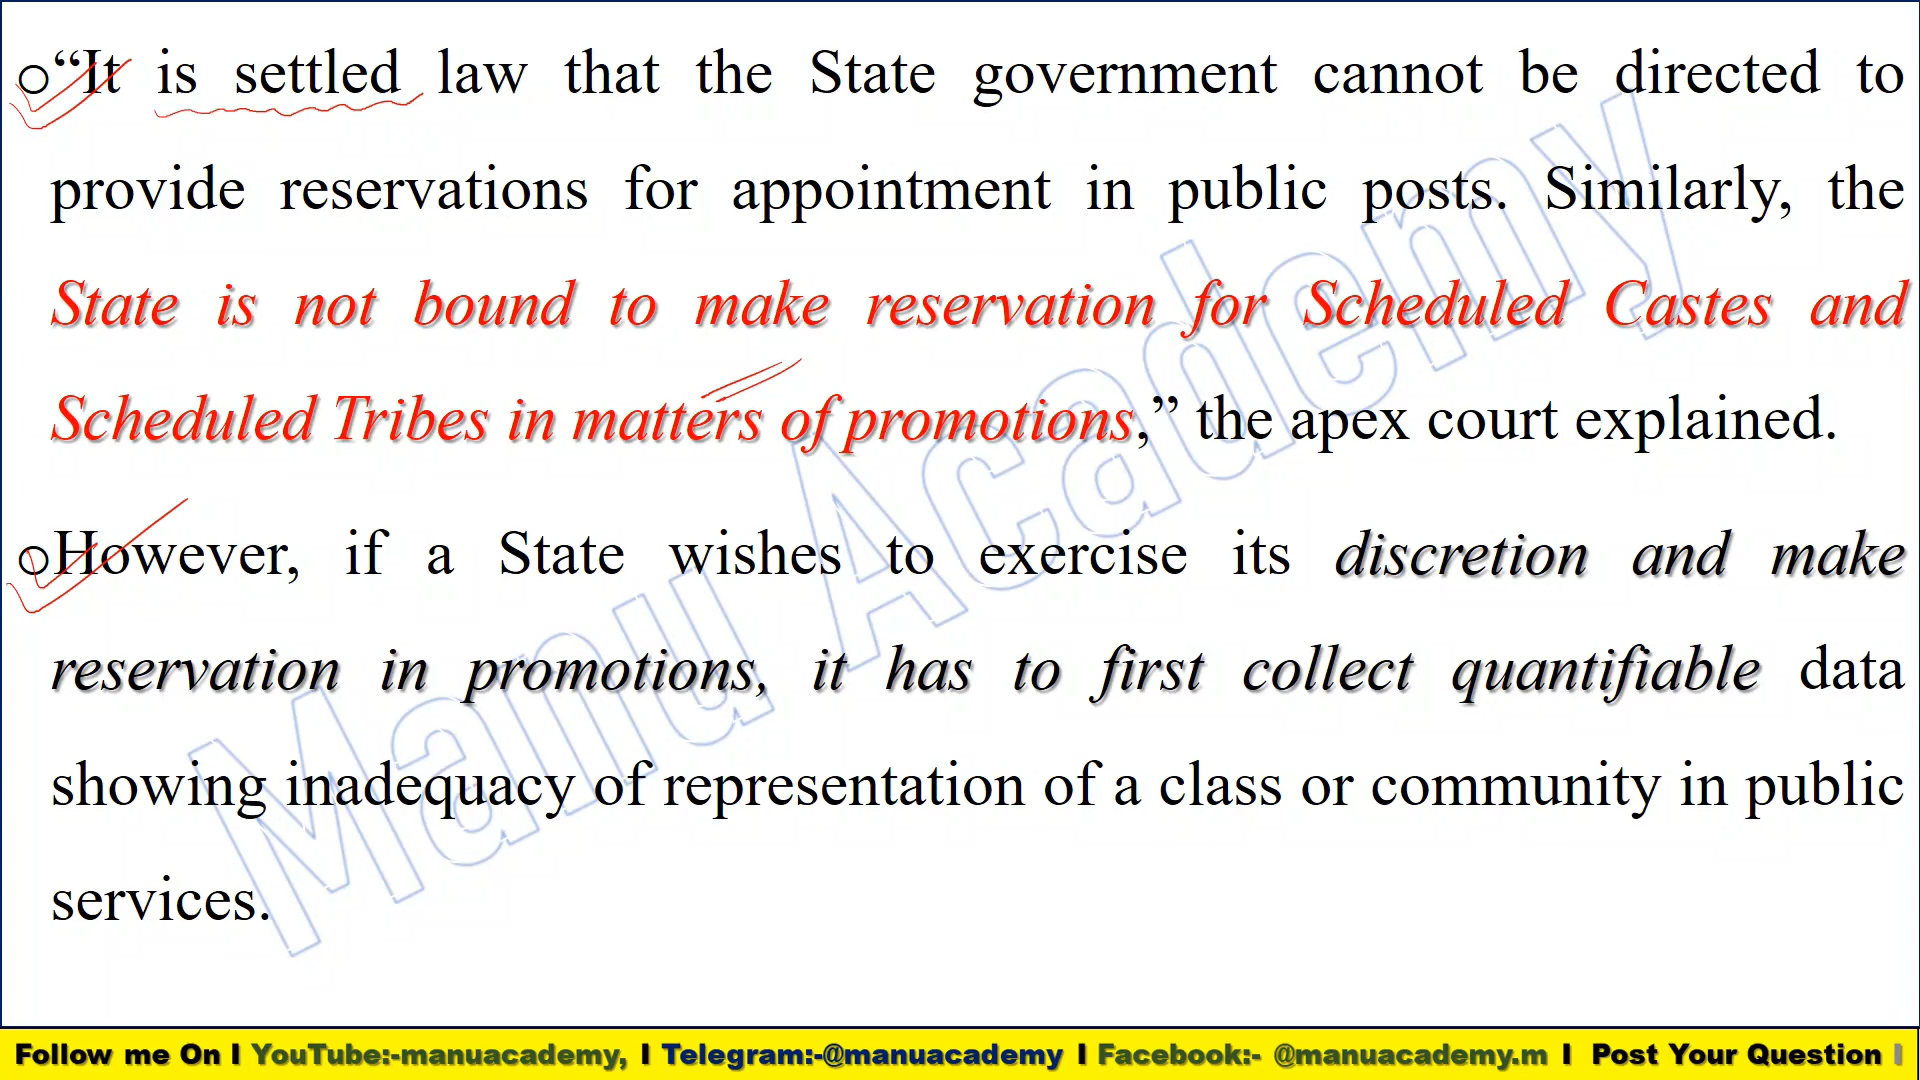 o“It is settled law that the State government cannot be directed to
provide reservations for appointment in public posts. Similarly, the
State is not bound to make reservation for Scheduled Castes and
Scheduled Tribes in matters of promotions,” the apex court explained.
oHowever, if a State wishes to exercise its discretion and make
reservation in promotions, it has to first collect quantifiable data
showing inadequacy of representation of a class or community in public
services.
Manu Academy
Follow me On I YouTube:-manuacademy, I Telegram:-@manuacademy I Facebook:- @manuacademy.m I Post Your Question I